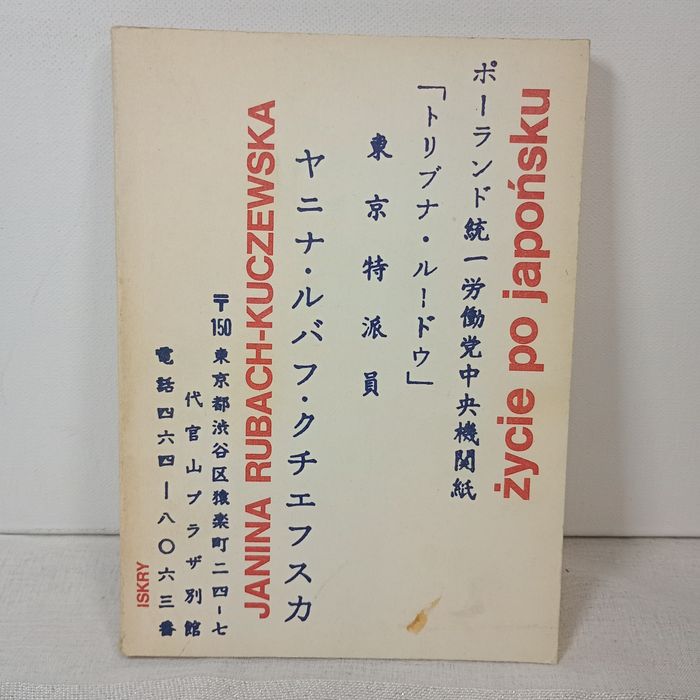 życie po japońsku
ポーランド統一労働党中央機関紙
「トリブナ・ルードゥ」
東京特派員
ヤニナ・ルバフ・クチエフスカ
JANINA RUBACH-KUCZEWSKA
〒150 東京都渋谷区猿楽町二四-七
代官山プラザ別館
電話四六四-八〇六三番
ISKRY